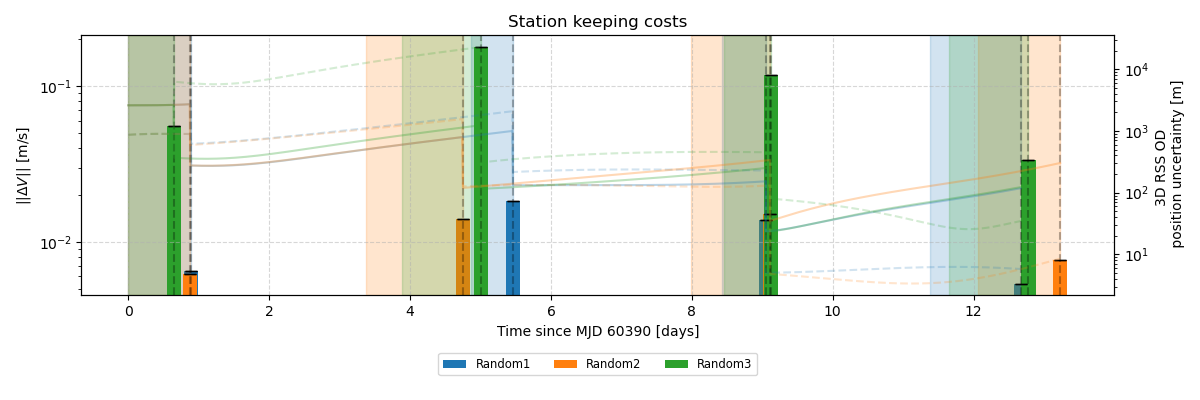 Station keeping costs
||ΔV|| [m/s]
10⁻¹
10⁻²
0 2 4 6 8 10 12
Time since MJD 60390 [days]
10⁴
10³
10²
10¹
3D RSS OD
position uncertainty [m]
Random1 Random2 Random3